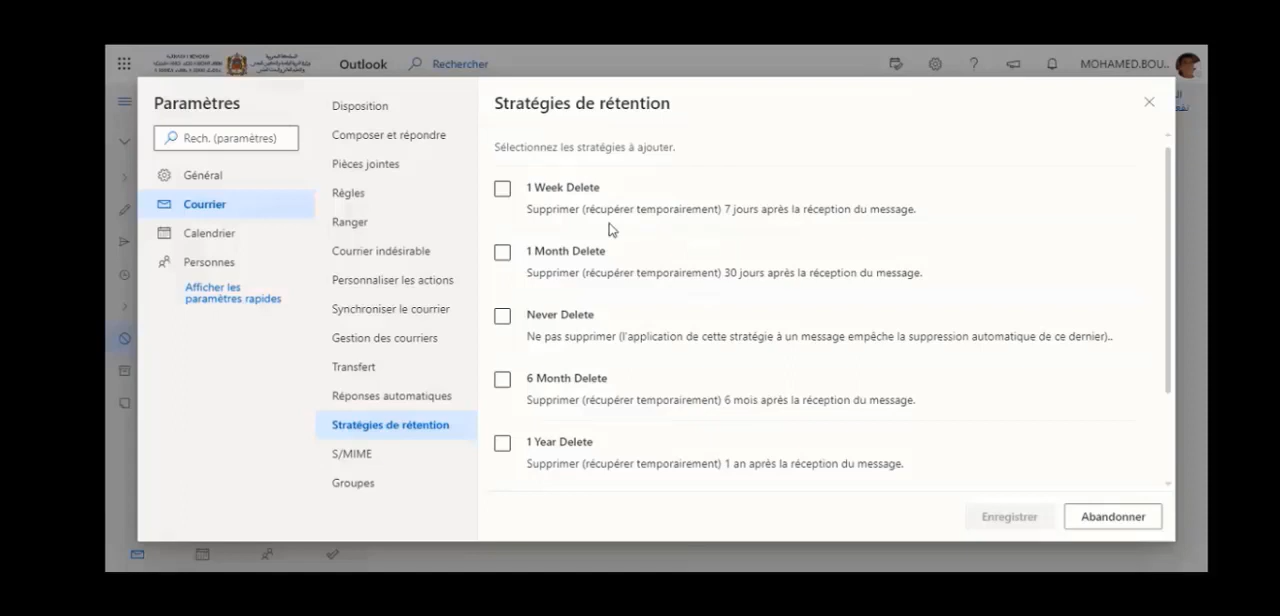 Outlook
Rechercher
MOHAMED.BOU..
Paramètres
Rech. (paramètres)
Général
Courrier
Calendrier
Personnes
Afficher les
paramètres rapides
Disposition
Composer et répondre
Pièces jointes
Règles
Ranger
Courrier indésirable
Personnaliser les actions
Synchroniser le courrier
Gestion des courriers
Transfert
Réponses automatiques
Stratégies de rétention
S/MIME
Groupes
Stratégies de rétention
Sélectionnez les stratégies à ajouter.
1 Week Delete
Supprimer (récupérer temporairement) 7 jours après la réception du message.
1 Month Delete
Supprimer (récupérer temporairement) 30 jours après la réception du message.
Never Delete
Ne pas supprimer (l'application de cette stratégie à un message empêche la suppression automatique de ce dernier)..
6 Month Delete
Supprimer (récupérer temporairement) 6 mois après la réception du message.
1 Year Delete
Supprimer (récupérer temporairement) 1 an après la réception du message.
Enregistrer
Abandonner